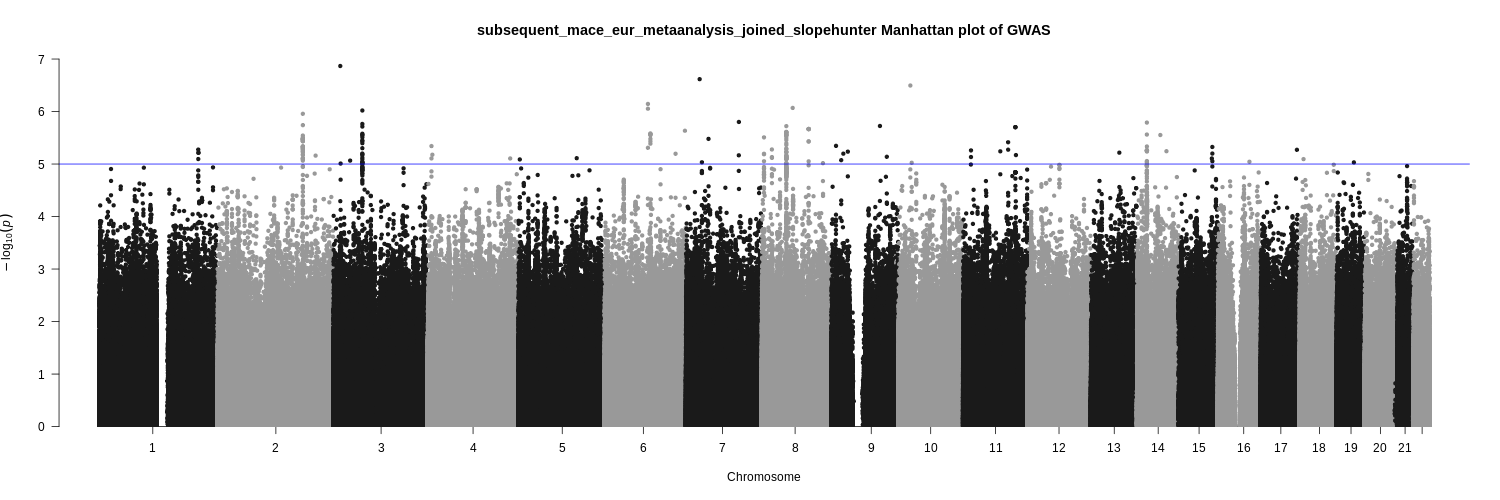 subsequent_mace_eur_metaanalysis_joined_slopehunter Manhattan plot of GWAS
7
6
5
4
3
2
1
0
− log₁₀(p)
1 2 3 4 5 6 7 8 9 10 11 12 13 14 15 16 17 18 19 20 21
Chromosome